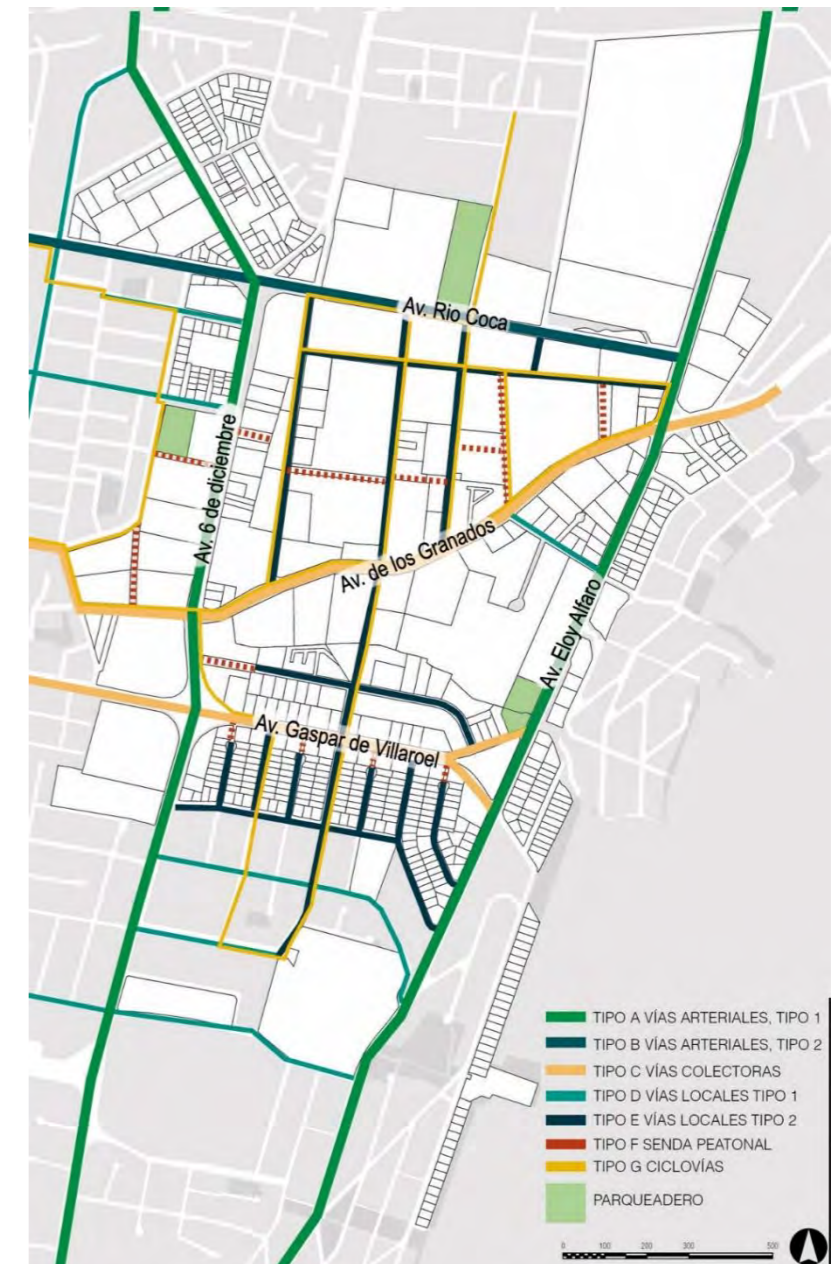 Av. Rio Coca
Av. 6 de diciembre
Av. de los Granados
Av. Eloy Alfaro
Av. Gaspar de Villaroel
TIPO A VÍAS ARTERIALES, TIPO 1
TIPO B VÍAS ARTERIALES, TIPO 2
TIPO C VÍAS COLECTORAS
TIPO D VÍAS LOCALES TIPO 1
TIPO E VÍAS LOCALES TIPO 2
TIPO F SENDA PEATONAL
TIPO G CICLOVÍAS
PARQUEADERO
0 100 200 300 500